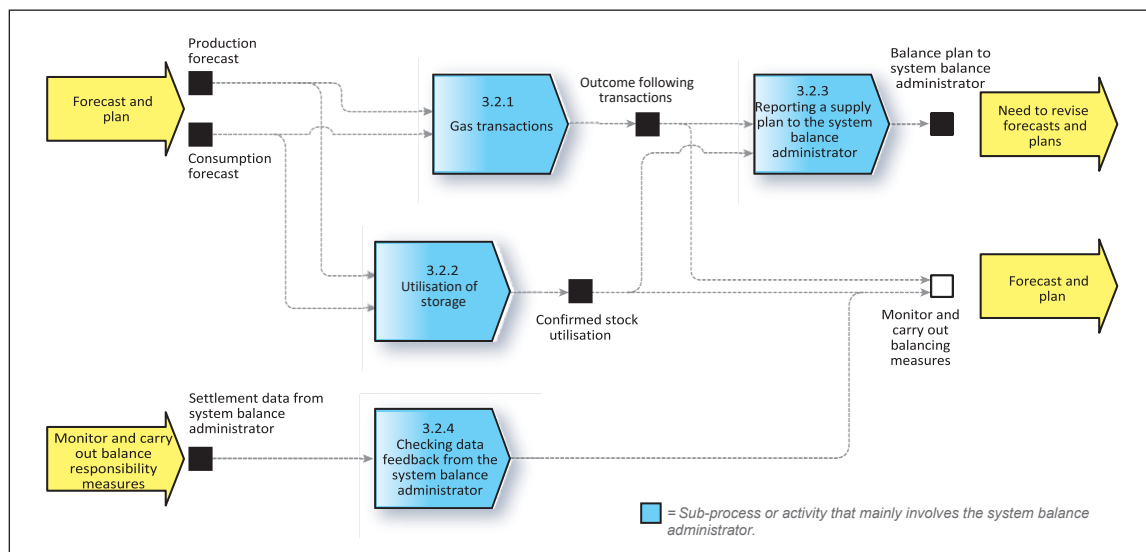 Production
forecast
Forecast and
plan
Consumption
forecast
3.2.1
Gas transactions
Outcome following
transactions
3.2.3
Reporting a supply
plan to the system
balance
administrator
Balance plan to
system balance
administrator
Need to revise
forecasts and
plans
3.2.2
Utilisation of
storage
Confirmed stock
utilisation
Monitor and
carry out
balancing
measures
Forecast and
plan
Settlement data from
system balance
administrator
Monitor and carry
out balance
responsibility
measures
3.2.4
Checking data
feedback from the
system balance
administrator
= Sub-process or activity that mainly involves the system balance
administrator.